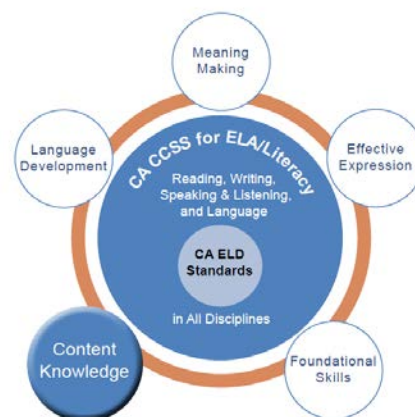 Meaning
Making
Language
Development
Effective
Expression
CA CCSS for ELA/Literacy
Reading, Writing,
Speaking & Listening,
and Language
CA ELD
Standards
in All Disciplines
Content
Knowledge
Foundational
Skills